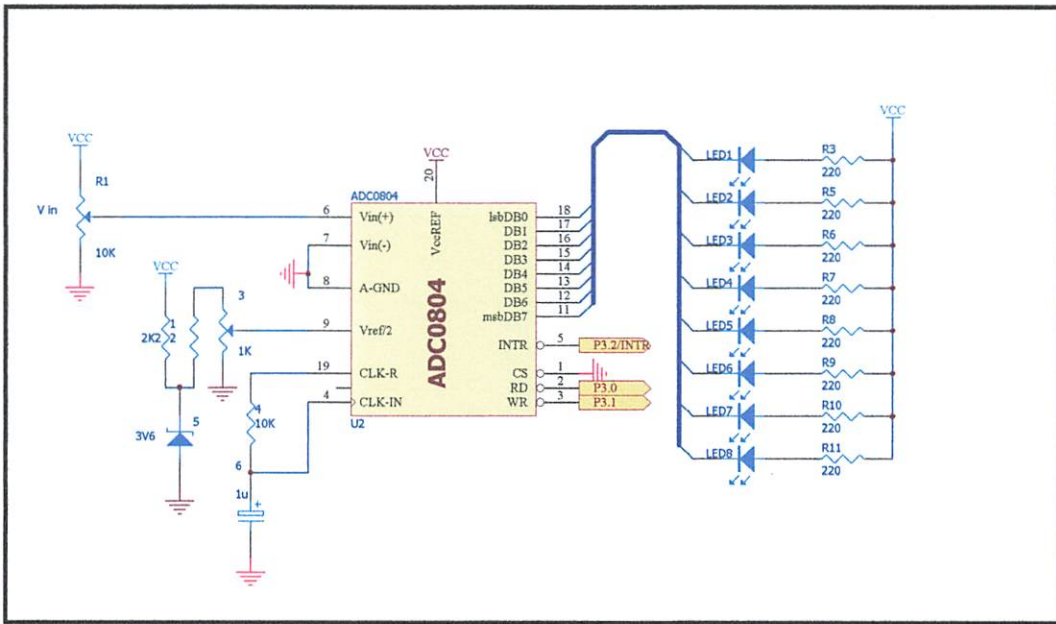 VCC
R1
V in
10K
VCC
3
1
2K2
2
1K
5
3V6
4
10K
6
1u
+
VCC
20
ADC0804
6
Vin(+)
VccREF
7
Vin(-)
8
A-GND
9
Vref/2
19
CLK-R
4
CLK-IN
U2
ADC0804
lsbDB0
18
DB1
17
DB2
16
DB3
15
DB4
14
DB5
13
DB6
12
msbDB7
11
INTR
5
P3.2/INTR
CS
1
RD
2
P3.0
WR
3
P3.1
VCC
LED1
R3
220
LED2
R5
220
LED3
R6
220
LED4
R7
220
LED5
R8
220
LED6
R9
220
LED7
R10
220
LED8
R11
220